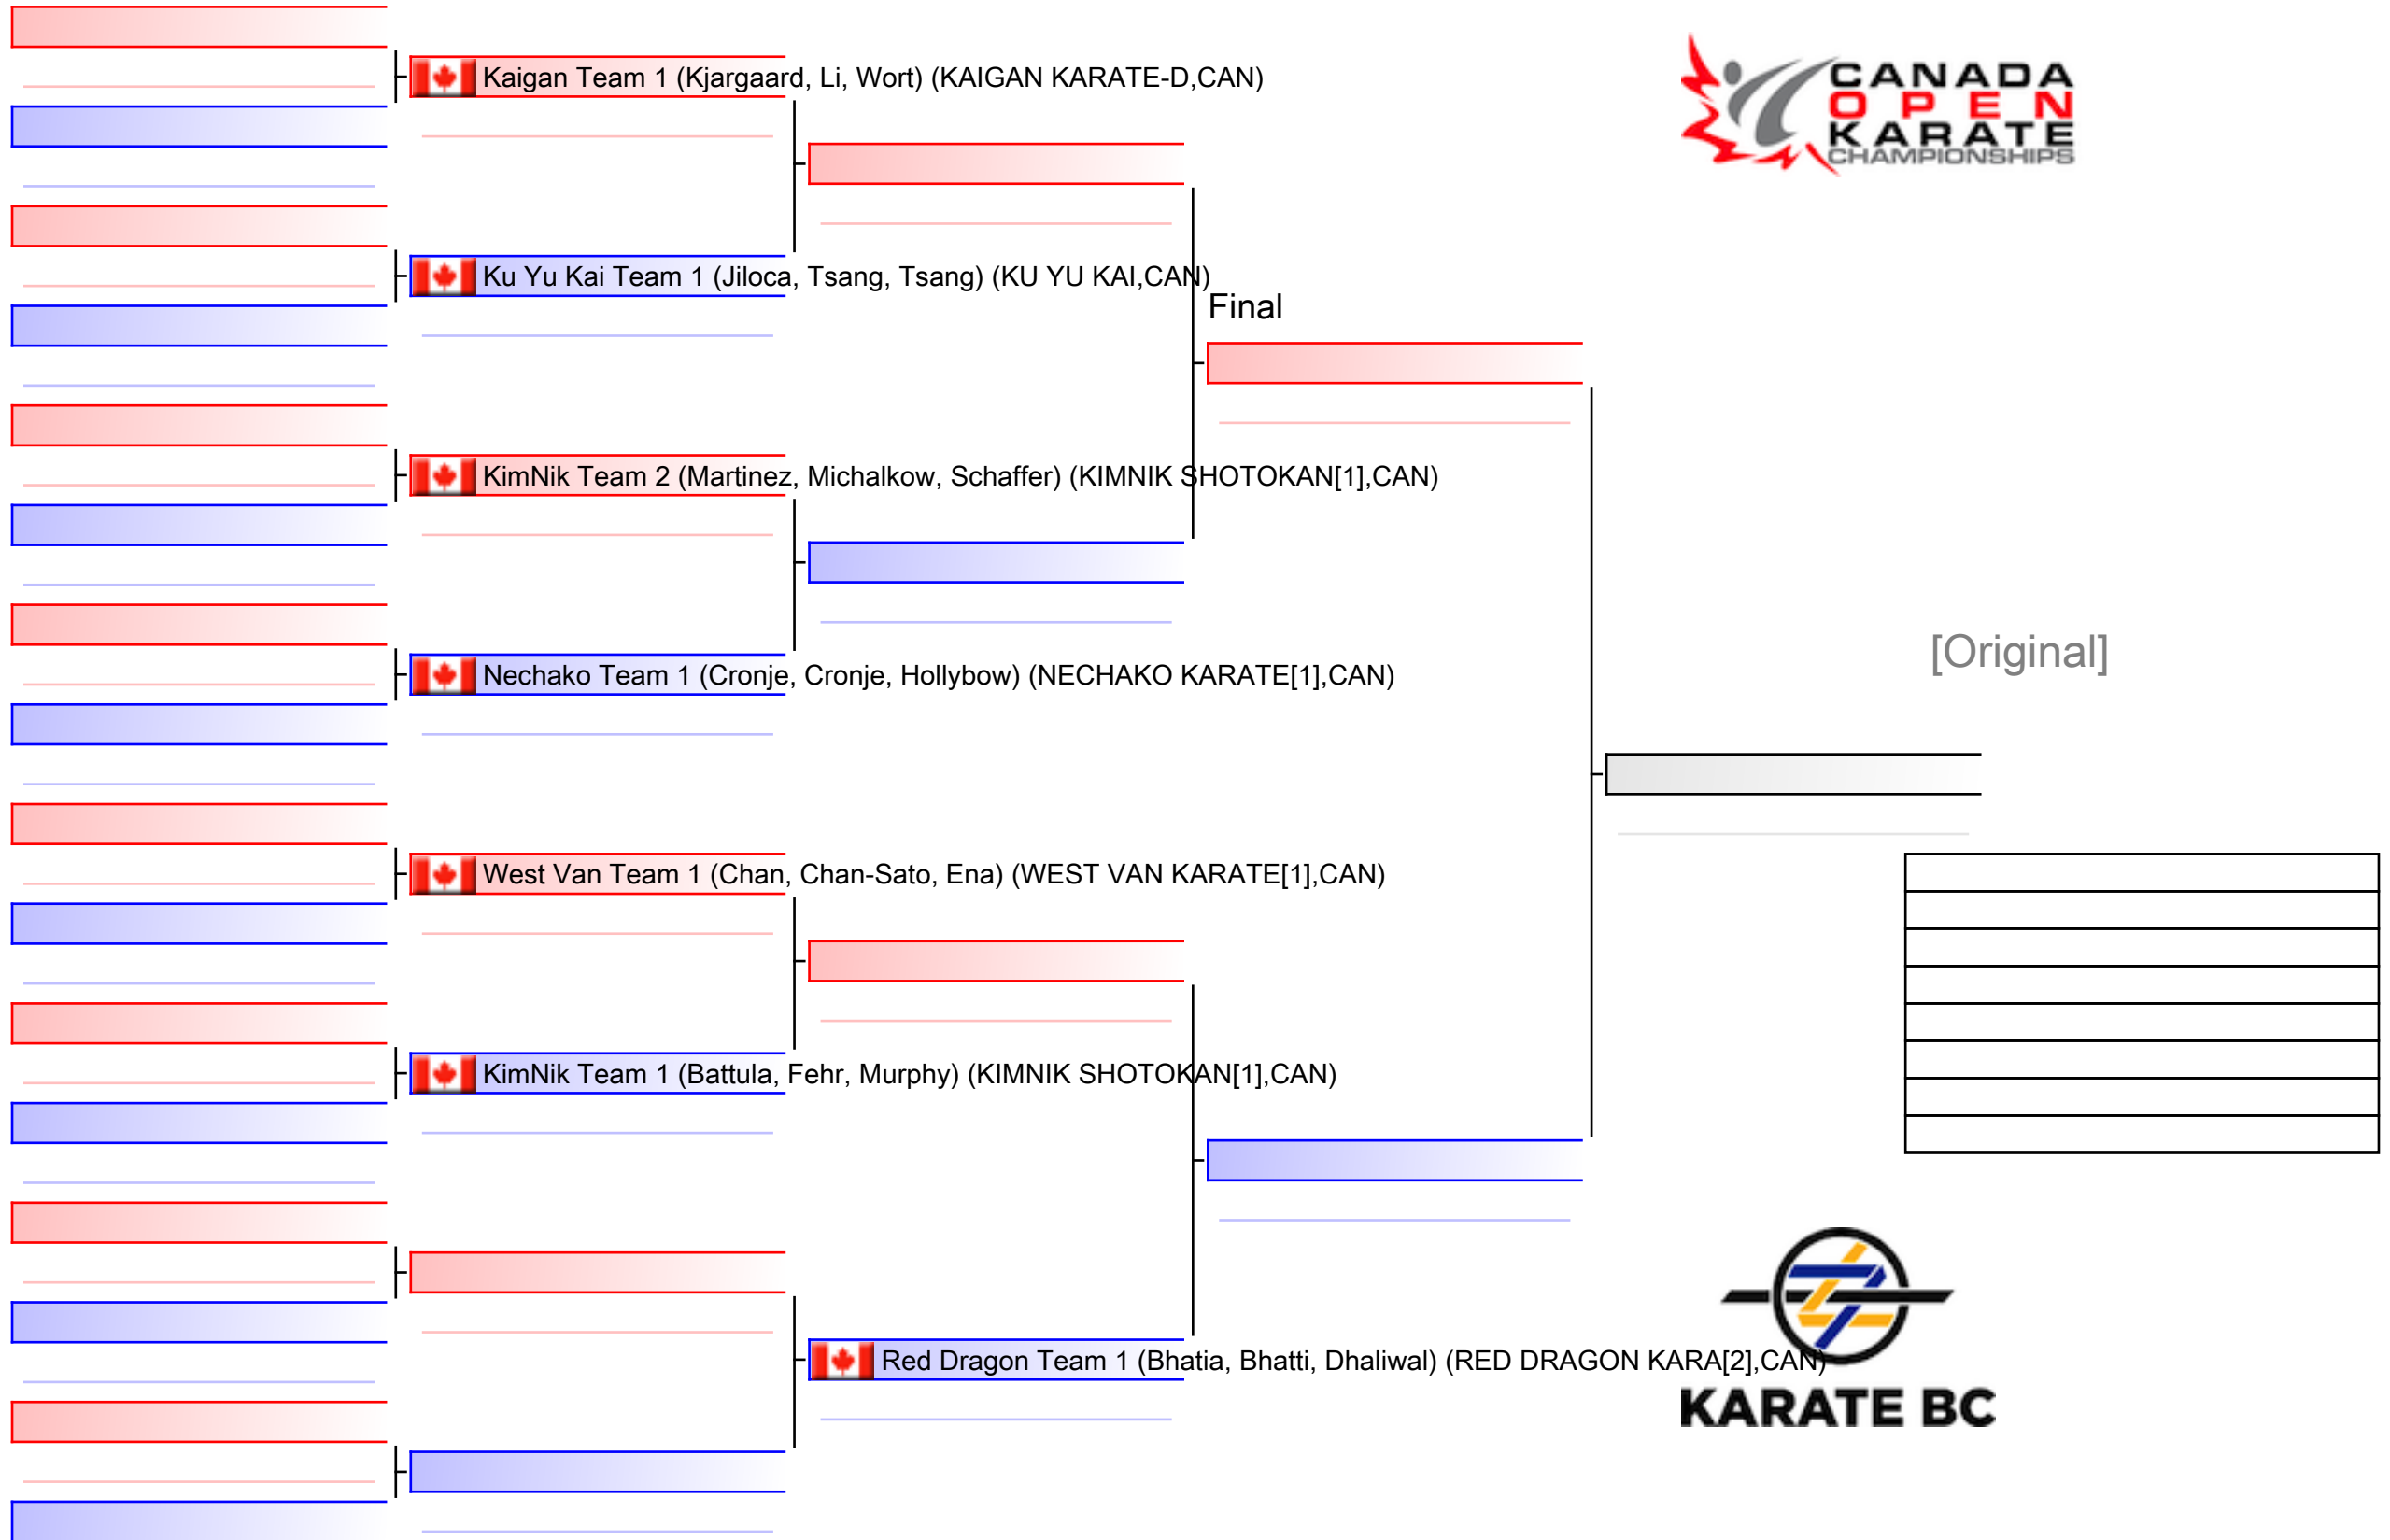 Kaigan Team 1 (Kjargaard, Li, Wort) (KAIGAN KARATE-D,CAN)
CANADA
OPEN
KARATE
CHAMPIONSHIPS
Ku Yu Kai Team 1 (Jiloca, Tsang, Tsang) (KU YU KAI,CAN)
Final
KimNik Team 2 (Martinez, Michalkow, Schaffer) (KIMNIK SHOTOKAN[1],CAN)
[Original]
Nechako Team 1 (Cronje, Cronje, Hollybow) (NECHAKO KARATE[1],CAN)
West Van Team 1 (Chan, Chan-Sato, Ena) (WEST VAN KARATE[1],CAN)
KimNik Team 1 (Battula, Fehr, Murphy) (KIMNIK SHOTOKAN[1],CAN)
Red Dragon Team 1 (Bhatia, Bhatti, Dhaliwal) (RED DRAGON KARA[2],CAN)
KARATE BC